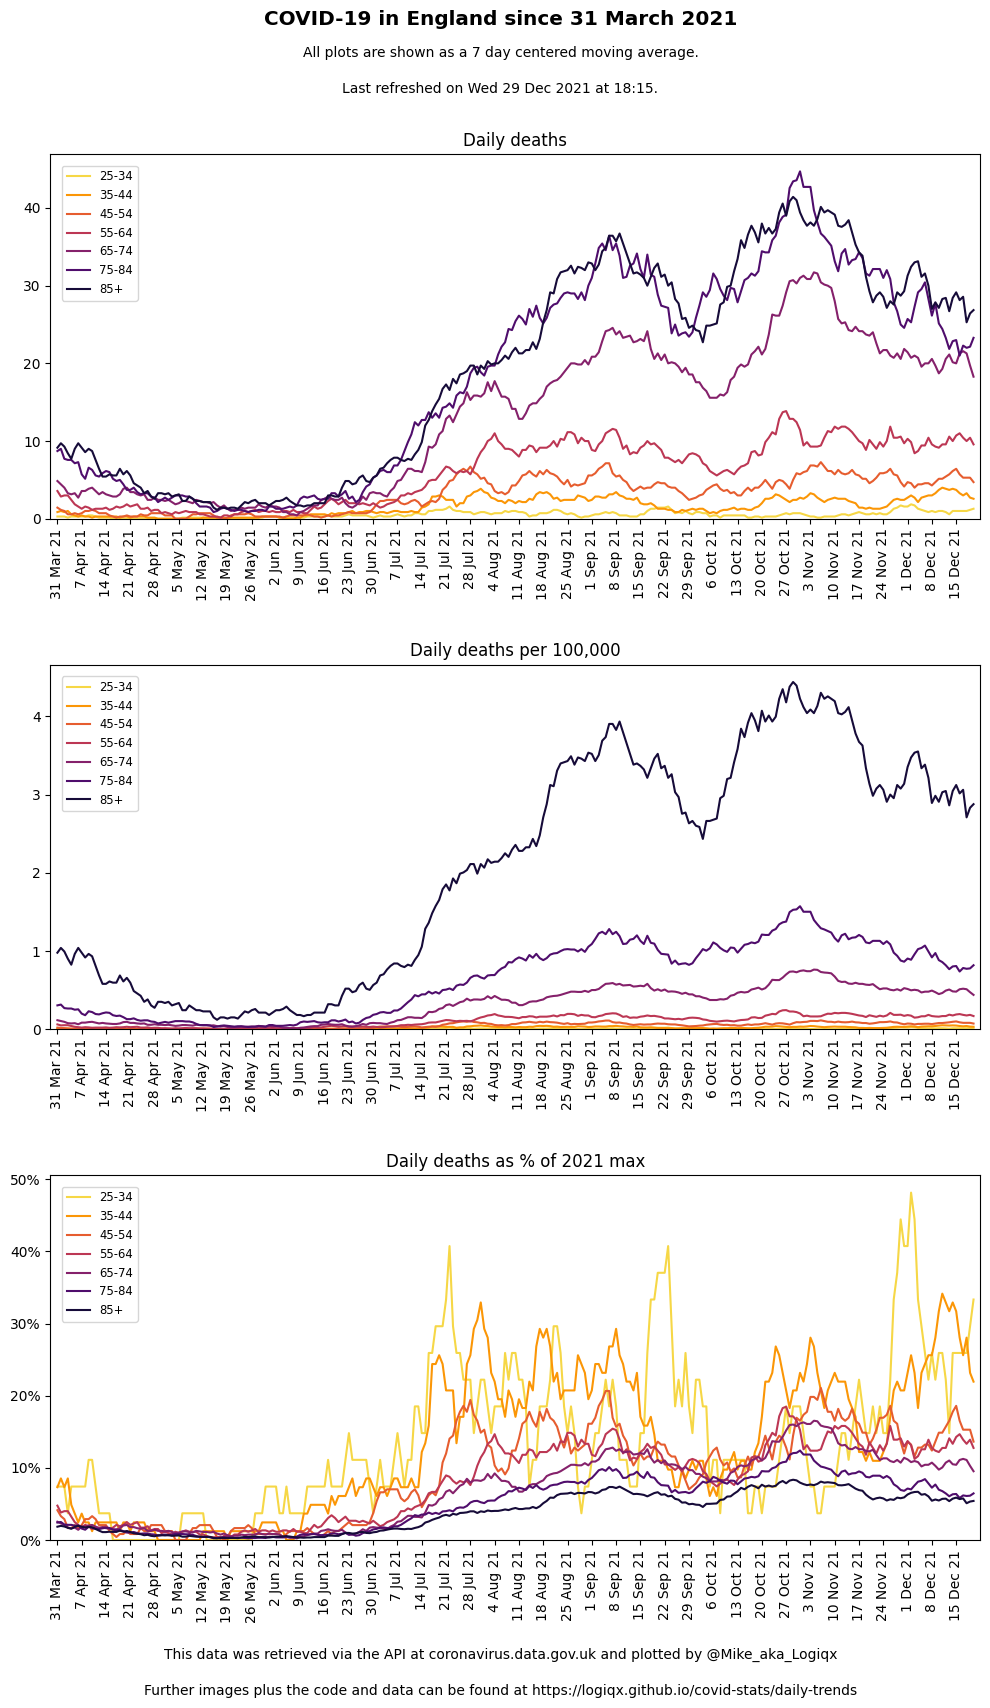 COVID-19 in England since 31 March 2021
All plots are shown as a 7 day centered moving average.
Last refreshed on Wed 29 Dec 2021 at 18:15.
Daily deaths
25-34
35-44
45-54
55-64
65-74
75-84
85+
40
30
20
10
0
31 Mar 21
7 Apr 21
14 Apr 21
21 Apr 21
28 Apr 21
5 May 21
12 May 21
19 May 21
26 May 21
2 Jun 21
9 Jun 21
16 Jun 21
23 Jun 21
30 Jun 21
7 Jul 21
14 Jul 21
21 Jul 21
28 Jul 21
4 Aug 21
11 Aug 21
18 Aug 21
25 Aug 21
1 Sep 21
8 Sep 21
15 Sep 21
22 Sep 21
29 Sep 21
6 Oct 21
13 Oct 21
20 Oct 21
27 Oct 21
3 Nov 21
10 Nov 21
17 Nov 21
24 Nov 21
1 Dec 21
8 Dec 21
15 Dec 21
Daily deaths per 100,000
25-34
35-44
45-54
55-64
65-74
75-84
85+
4
3
2
1
0
31 Mar 21
7 Apr 21
14 Apr 21
21 Apr 21
28 Apr 21
5 May 21
12 May 21
19 May 21
26 May 21
2 Jun 21
9 Jun 21
16 Jun 21
23 Jun 21
30 Jun 21
7 Jul 21
14 Jul 21
21 Jul 21
28 Jul 21
4 Aug 21
11 Aug 21
18 Aug 21
25 Aug 21
1 Sep 21
8 Sep 21
15 Sep 21
22 Sep 21
29 Sep 21
6 Oct 21
13 Oct 21
20 Oct 21
27 Oct 21
3 Nov 21
10 Nov 21
17 Nov 21
24 Nov 21
1 Dec 21
8 Dec 21
15 Dec 21
Daily deaths as % of 2021 max
25-34
35-44
45-54
55-64
65-74
75-84
85+
50%
40%
30%
20%
10%
0%
31 Mar 21
7 Apr 21
14 Apr 21
21 Apr 21
28 Apr 21
5 May 21
12 May 21
19 May 21
26 May 21
2 Jun 21
9 Jun 21
16 Jun 21
23 Jun 21
30 Jun 21
7 Jul 21
14 Jul 21
21 Jul 21
28 Jul 21
4 Aug 21
11 Aug 21
18 Aug 21
25 Aug 21
1 Sep 21
8 Sep 21
15 Sep 21
22 Sep 21
29 Sep 21
6 Oct 21
13 Oct 21
20 Oct 21
27 Oct 21
3 Nov 21
10 Nov 21
17 Nov 21
24 Nov 21
1 Dec 21
8 Dec 21
15 Dec 21
This data was retrieved via the API at coronavirus.data.gov.uk and plotted by @Mike_aka_Logiqx
Further images plus the code and data can be found at https://logiqx.github.io/covid-stats/daily-trends